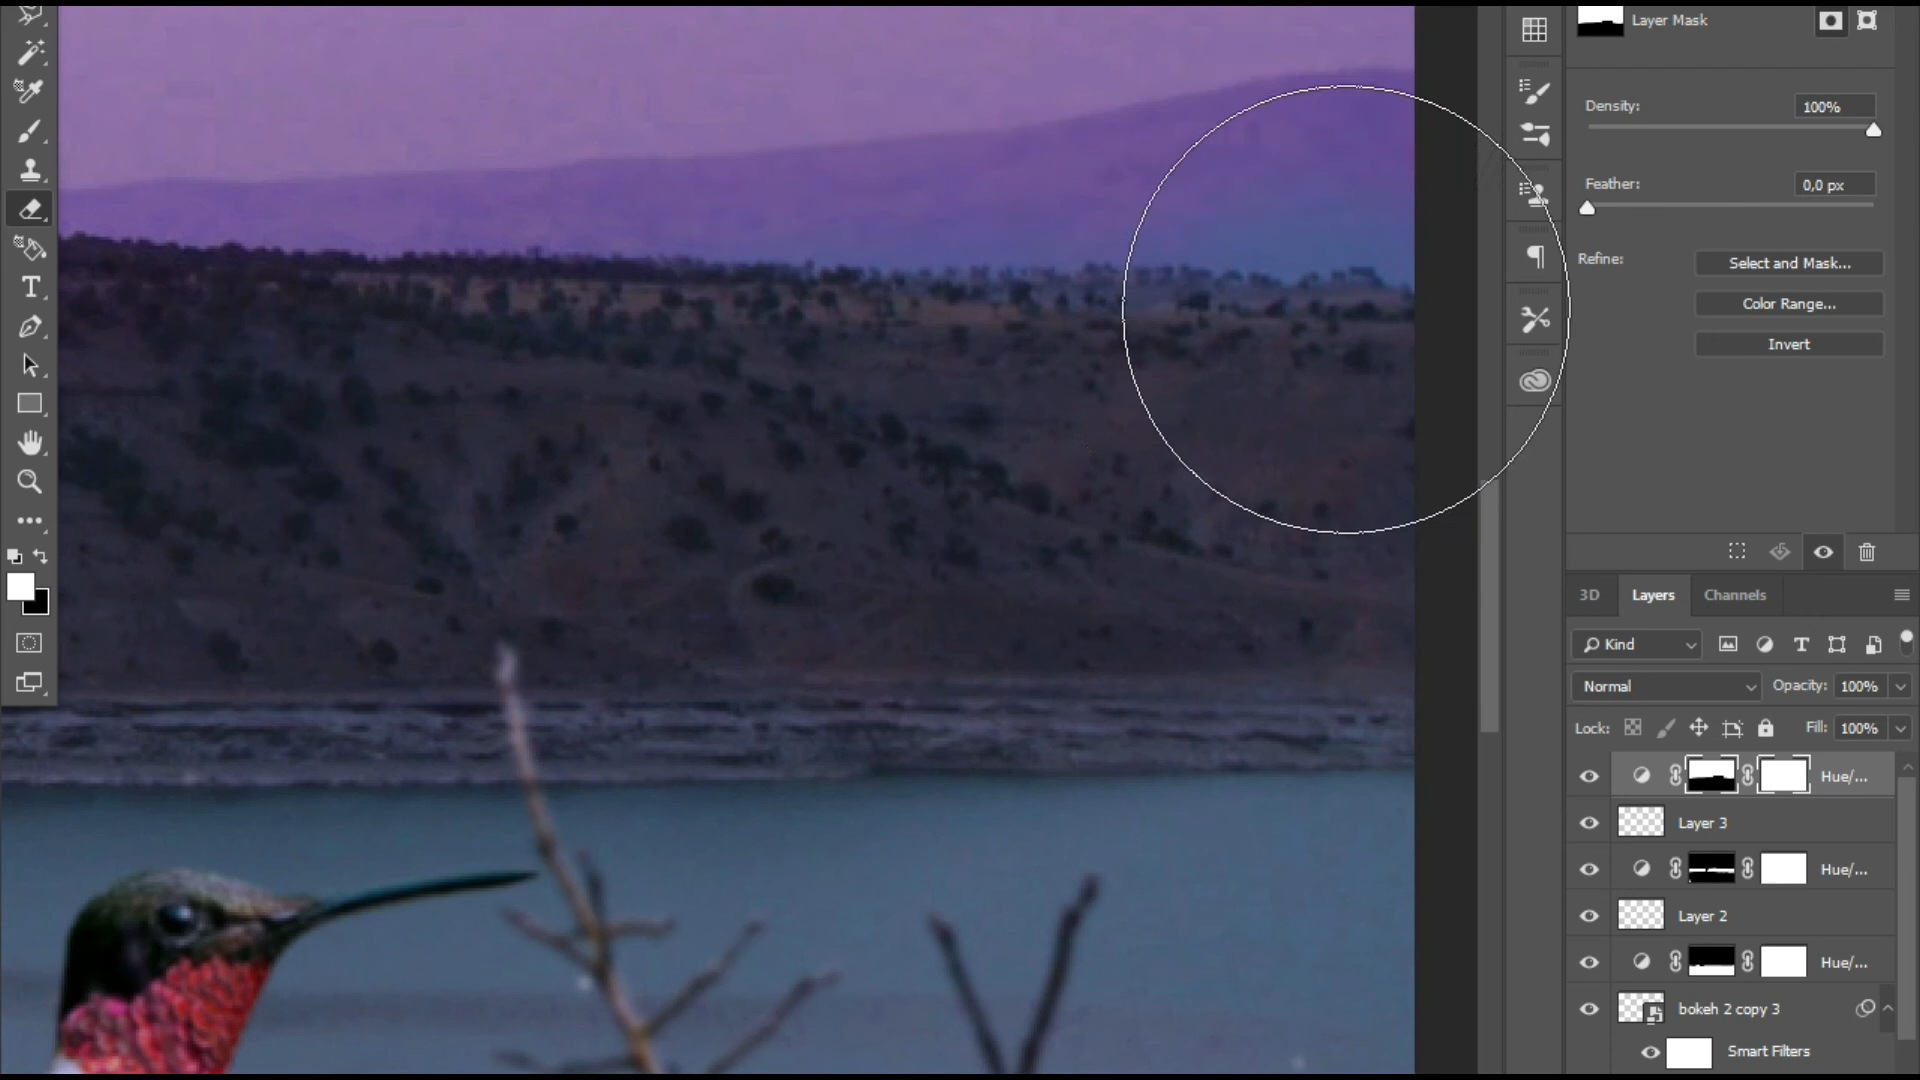 Layer Mask
Density:
100%
Feather:
0,0 px
Refine:
Select and Mask...
Color Range...
Invert
3D
Layers
Channels
Kind
Normal
Opacity:
100%
Lock:
Fill:
100%
Hue/...
Layer 3
Hue/...
Layer 2
Hue/...
bokeh 2 copy 3
Smart Filters